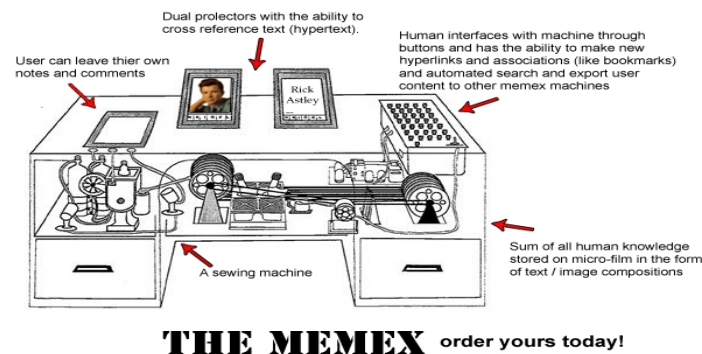 Dual prolectors with the ability to
cross reference text (hypertext).
Human interfaces with machine through
buttons and has the ability to make new
hyperlinks and associations (like bookmarks)
and automated search and export user
content to other memex machines
User can leave thier own
notes and comments
Rick
Astley
A sewing machine
Sum of all human knowledge
stored on micro-film in the form
of text / image compositions
THE MEMEX order yours today!